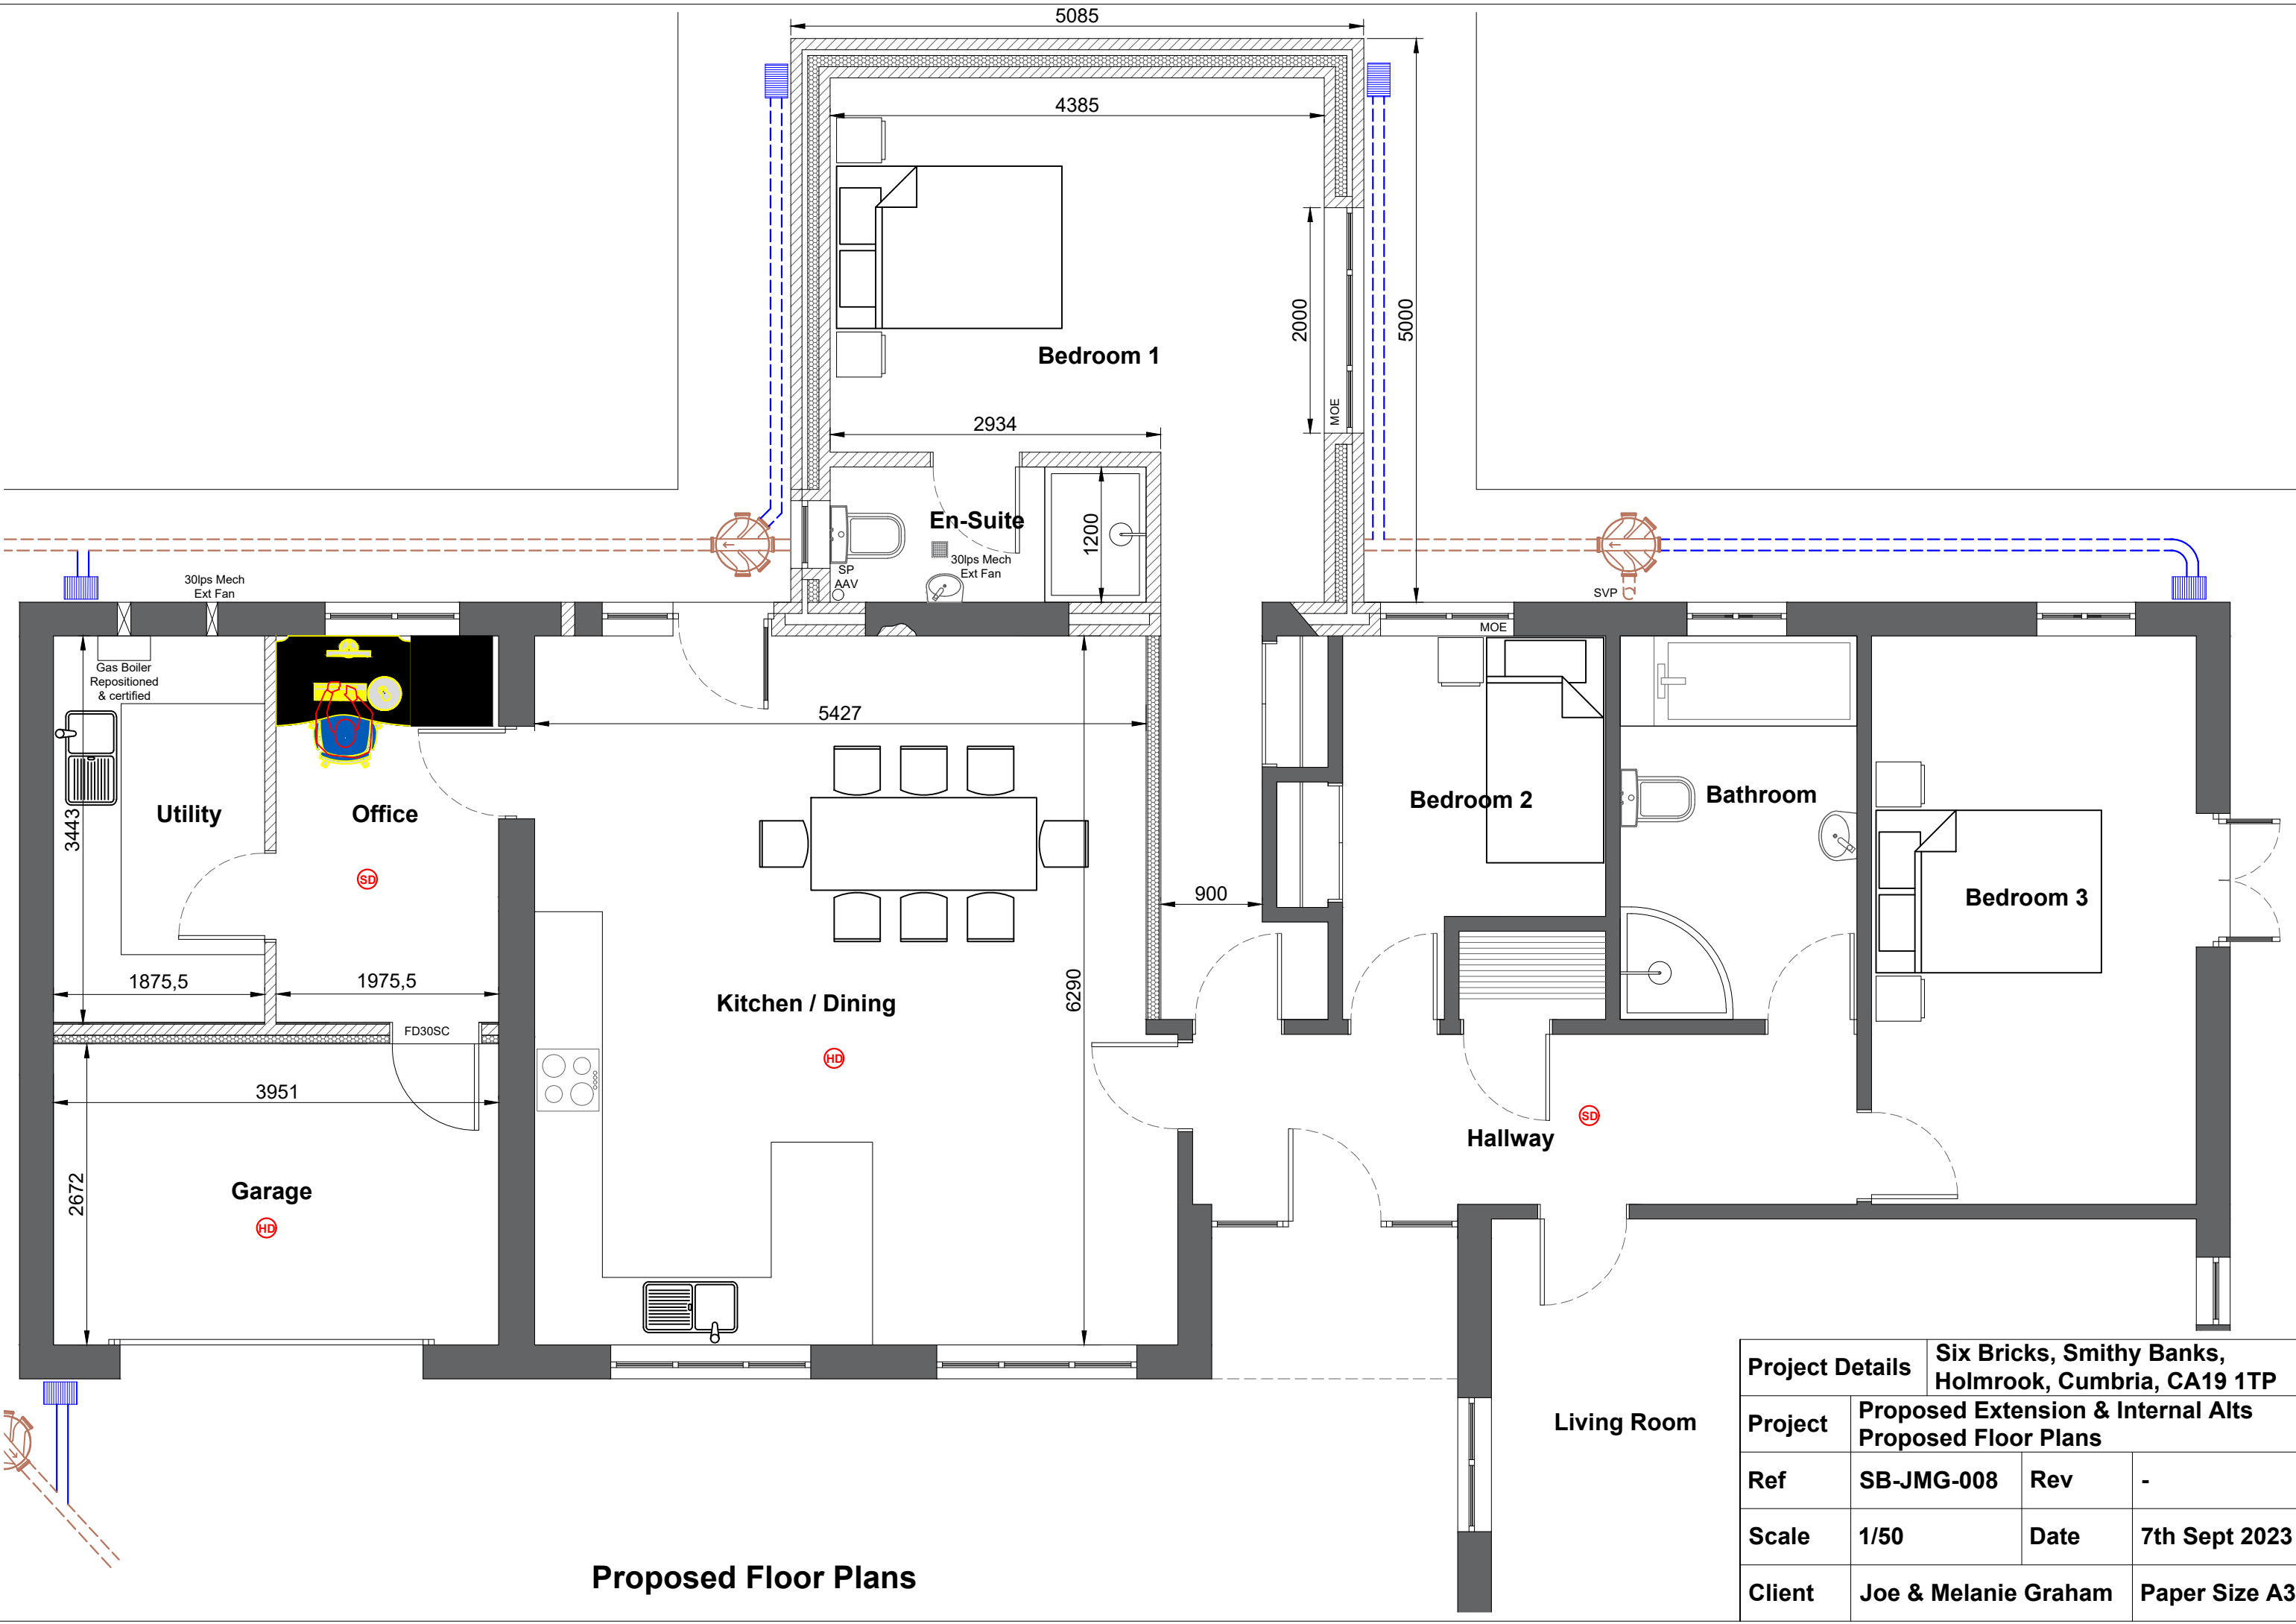 5085
4385
2000
5000
Bedroom 1
MOE
2934
En-Suite
1200
30lps Mech
Ext Fan
SP
AAV
30lps Mech
Ext Fan
SVP
MOE
Gas Boiler
Repositioned
& certified
5427
Utility
Office
3443
SD
Bedroom 2
Bathroom
Bedroom 3
900
1875,5
1975,5
Kitchen / Dining
6290
FD30SC
HD
3951
SD
Hallway
2672
Garage
HD
Living Room
Proposed Floor Plans
Project Details
Six Bricks, Smithy Banks,
Holmrook, Cumbria, CA19 1TP
Project
Proposed Extension & Internal Alts
Proposed Floor Plans
Ref SB-JMG-008 Rev -
Scale 1/50 Date 7th Sept 2023
Client Joe & Melanie Graham Paper Size A3